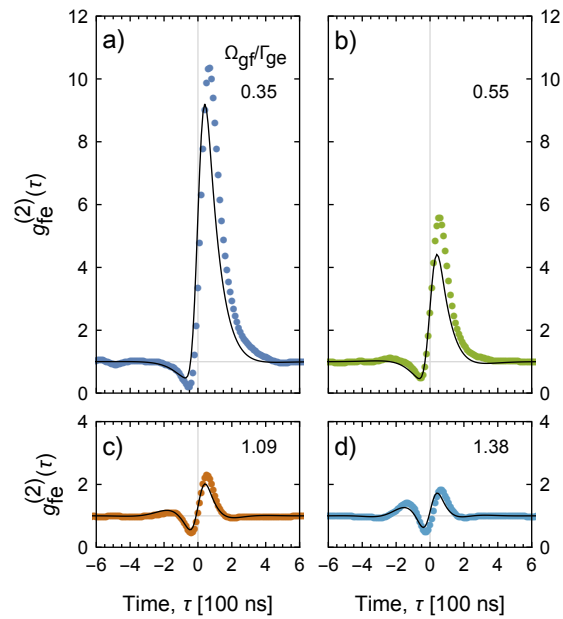 a)
Ω_gf/Γ_ge
0.35
b)
0.55
12
10
8
6
4
2
0
g_fe^(2)(τ)
12
10
8
6
4
2
0
c)
1.09
d)
1.38
4
2
0
g_fe^(2)(τ)
4
2
0
−6 −4 −2 0 2 4 6
−6 −4 −2 0 2 4 6
Time, τ [100 ns]
Time, τ [100 ns]